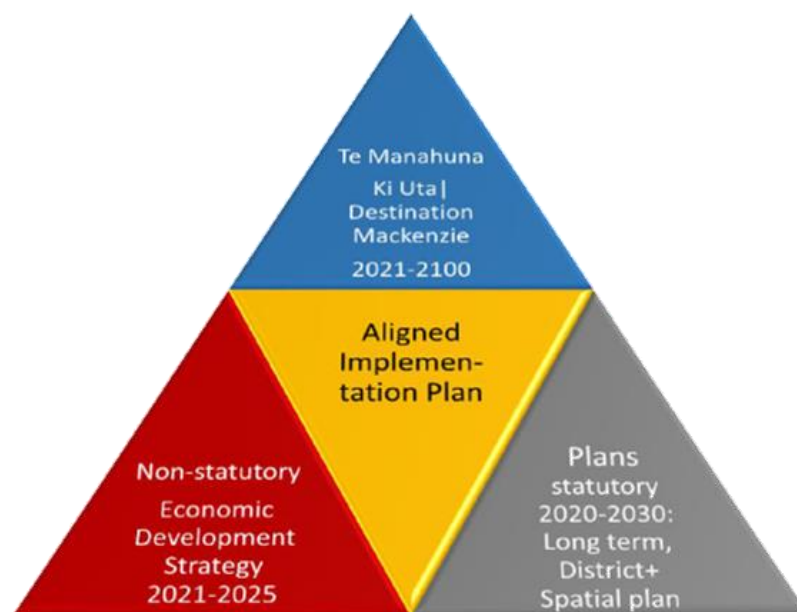 Te Manahuna
Ki Uta|
Destination
Mackenzie
2021-2100
Aligned
Implemen-
tation Plan
Non-statutory
Economic
Development
Strategy
2021-2025
Plans
statutory
2020-2030:
Long term,
District+
Spatial plan